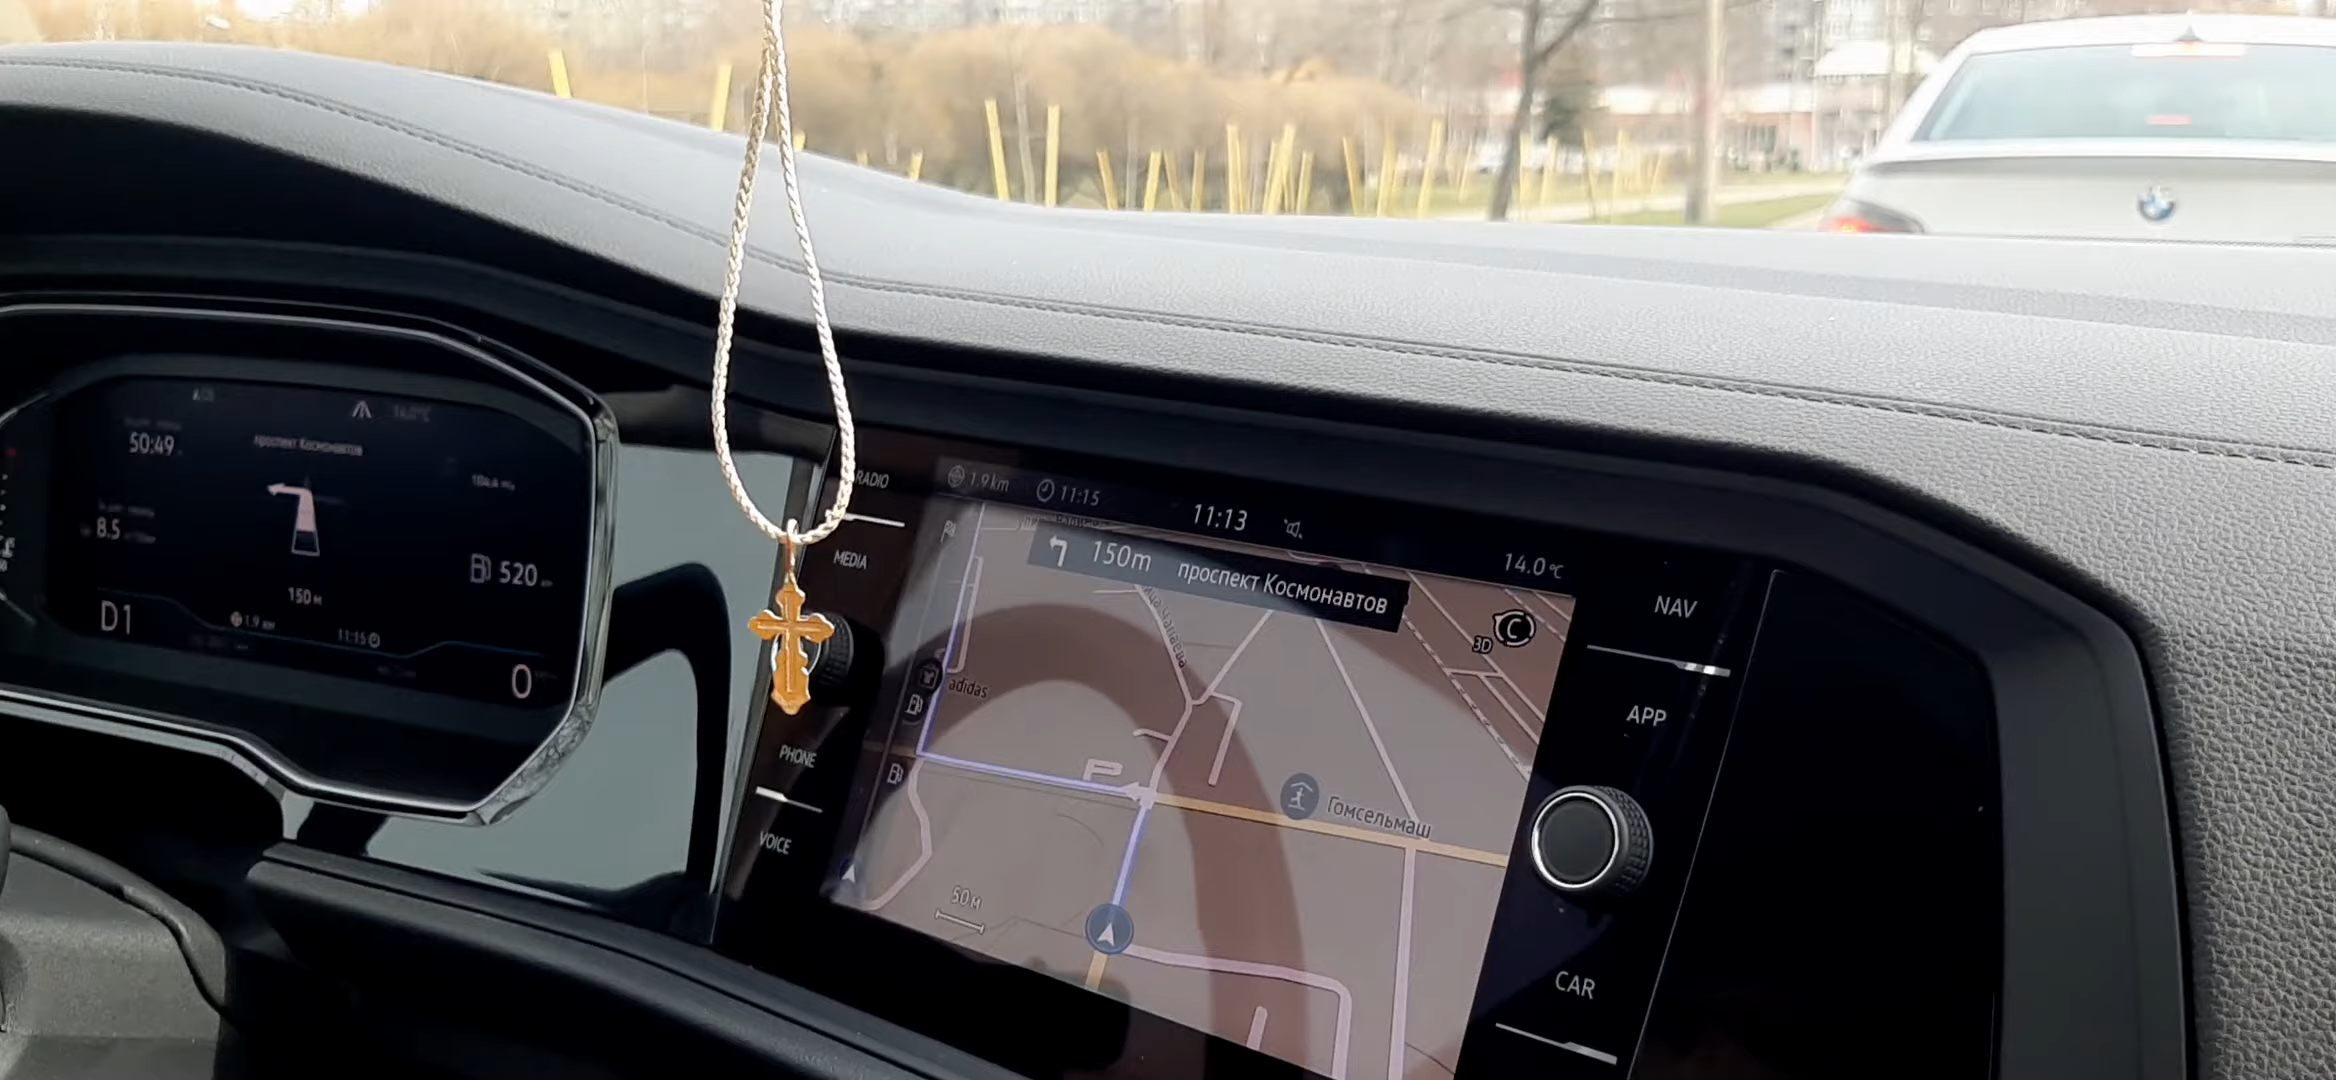 50:49
проспект Космонавтов
8.5
520
150 м
D1
1.9 км
11:15
0
RADIO
MEDIA
PHONE
VOICE
1.9 km
11:15
11:13
14.0°C
150m проспект Космонавтов
3D
C
adidas
Гомсельмаш
50 м
NAV
APP
CAR